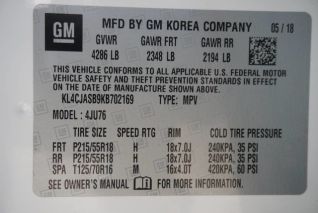 GM
MFD BY GM KOREA COMPANY 05 / 18
GVWR GAWR FRT GAWR RR
4286 LB 2348 LB 2194 LB
THIS VEHICLE CONFORMS TO ALL APPLICABLE U.S. FEDERAL MOTOR
VEHICLE SAFETY AND THEFT PREVENTION STANDARDS IN EFFECT
ON THE DATE OF MANUFACTURE SHOWN ABOVE.
KL4CJASB9KB702169 TYPE: MPV
MODEL : 4JU76
TIRE SIZE SPEED RTG RIM COLD TIRE PRESSURE
FRT P215/55R18 H 18x7.0J 240KPA, 35 PSI
RR P215/55R18 H 18x7.0J 240KPA, 35 PSI
SPA T125/70R16 M 16x4.0T 420KPA, 60 PSI
SEE OWNER'S MANUAL FOR MORE INFORMATION